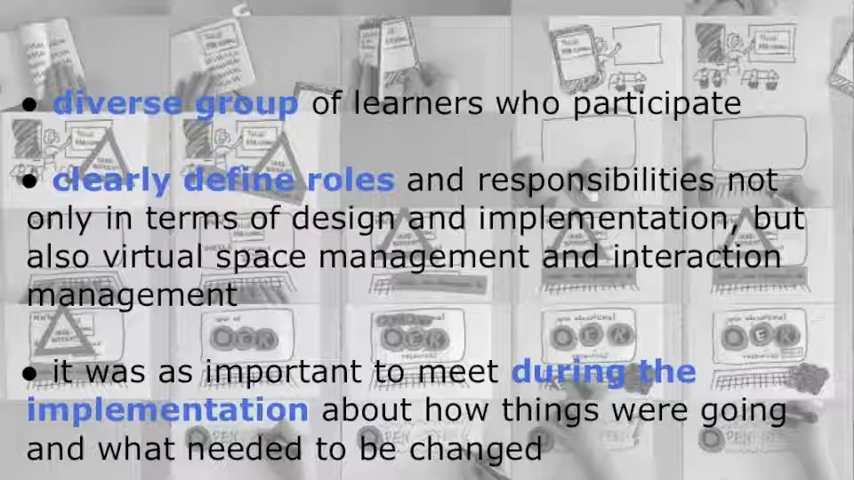 • diverse group of learners who participate
• clearly define roles and responsibilities not
only in terms of design and implementation, but
also virtual space management and interaction
management
• it was as important to meet during the
implementation about how things were going
and what needed to be changed